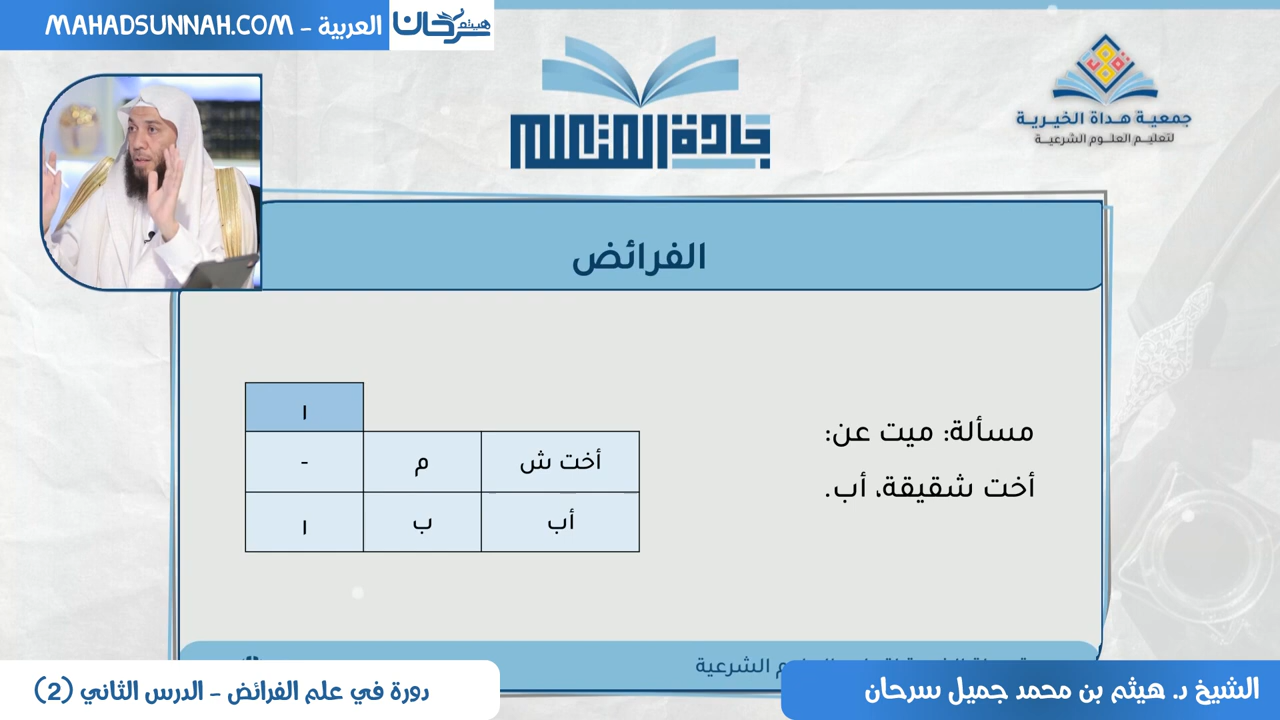 MAHADSUNNAH.COM - العربية
هيثم سرحان
جادة المتعلم
جمعية هداة الخيرية
لتعليم العلوم الشرعية
الفرائض
مسألة: ميت عن:
أخت شقيقة، أب.
١
أخت ش م -
أب ب ١
الشرعية
الشيخ د. هيثم بن محمد جميل سرحان
دورة في علم الفرائض - الدرس الثاني (2)